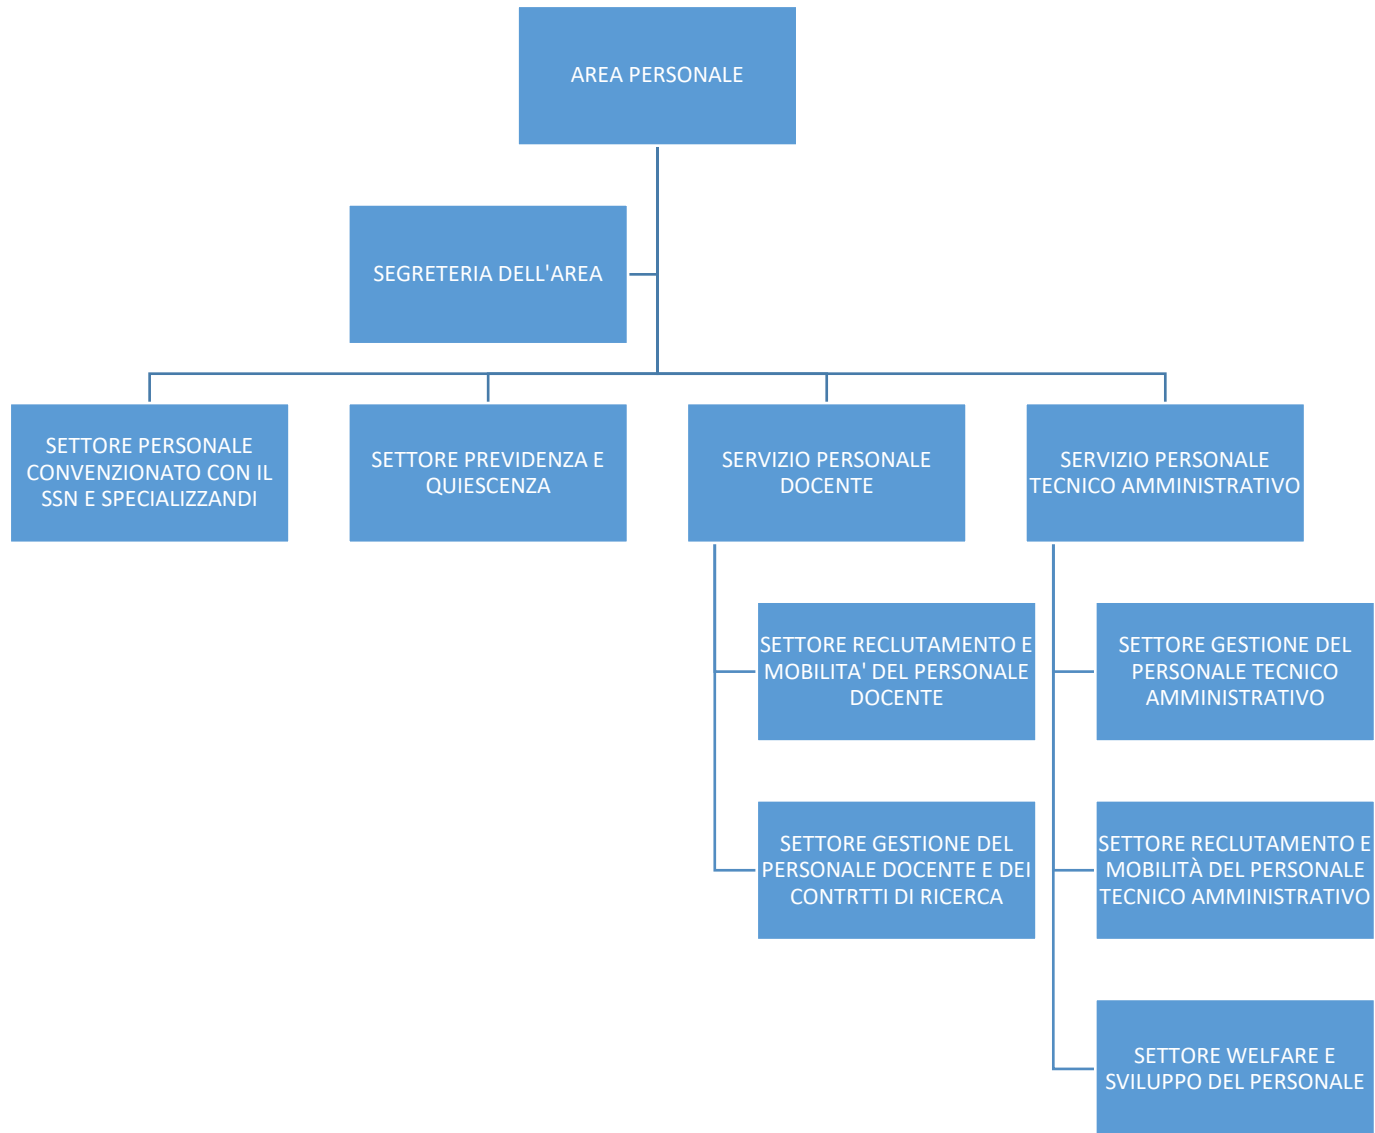 AREA PERSONALE
SEGRETERIA DELL'AREA
SETTORE PERSONALE
CONVENZIONATO CON IL
SSN E SPECIALIZZANDI
SETTORE PREVIDENZA E
QUIESCENZA
SERVIZIO PERSONALE
DOCENTE
SERVIZIO PERSONALE
TECNICO AMMINISTRATIVO
SETTORE RECLUTAMENTO E
MOBILITA' DEL PERSONALE
DOCENTE
SETTORE GESTIONE DEL
PERSONALE TECNICO
AMMINISTRATIVO
SETTORE GESTIONE DEL
PERSONALE DOCENTE E DEI
CONTRTTI DI RICERCA
SETTORE RECLUTAMENTO E
MOBILITÀ DEL PERSONALE
TECNICO AMMINISTRATIVO
SETTORE WELFARE E
SVILUPPO DEL PERSONALE